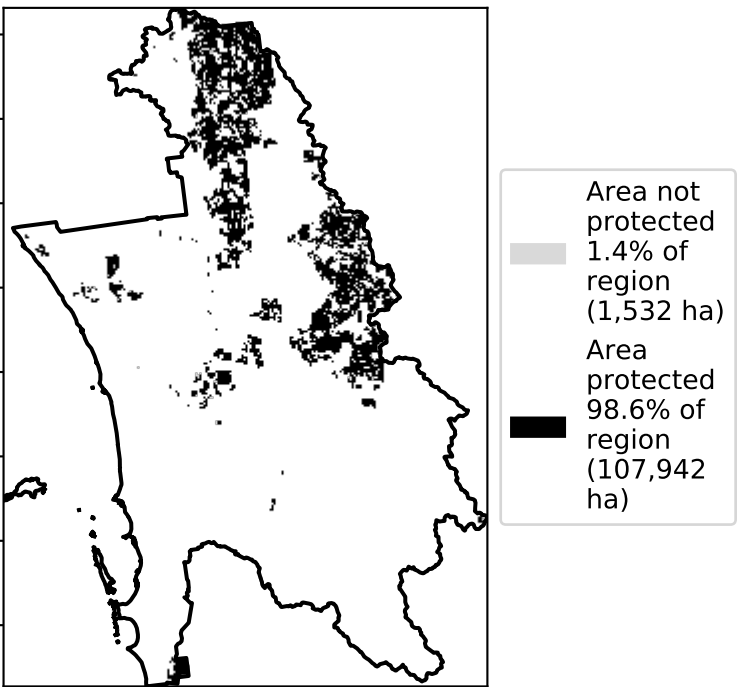 Area not
protected
1.4% of
region
(1,532 ha)
Area
protected
98.6% of
region
(107,942
ha)